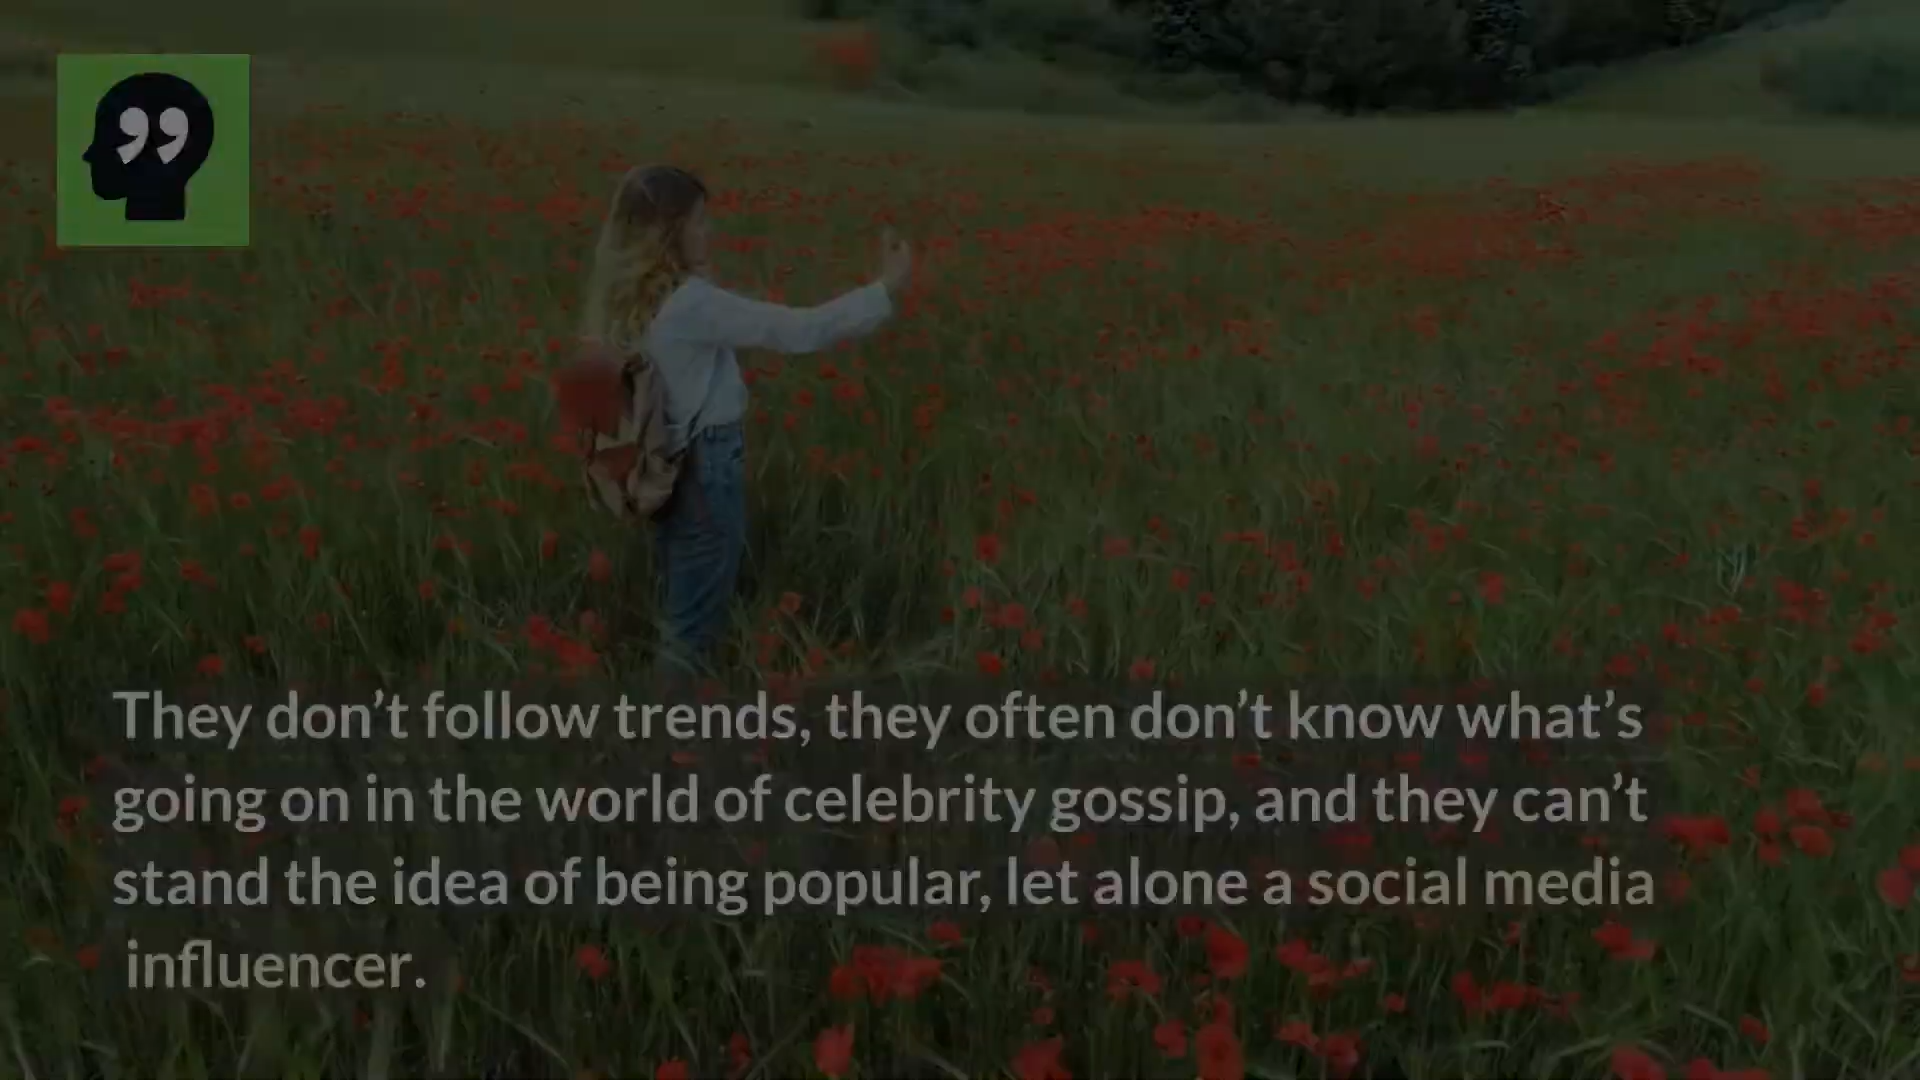 They don’t follow trends, they often don’t know what’s
going on in the world of celebrity gossip, and they can’t
stand the idea of being popular, let alone a social media
influencer.